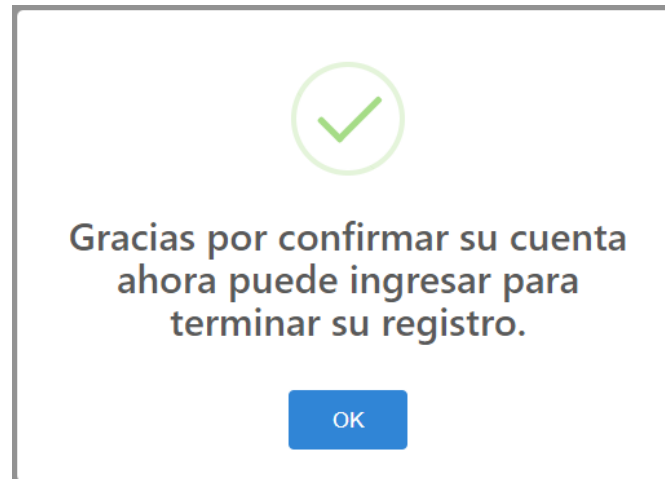 Gracias por confirmar su cuenta
ahora puede ingresar para
terminar su registro.
OK